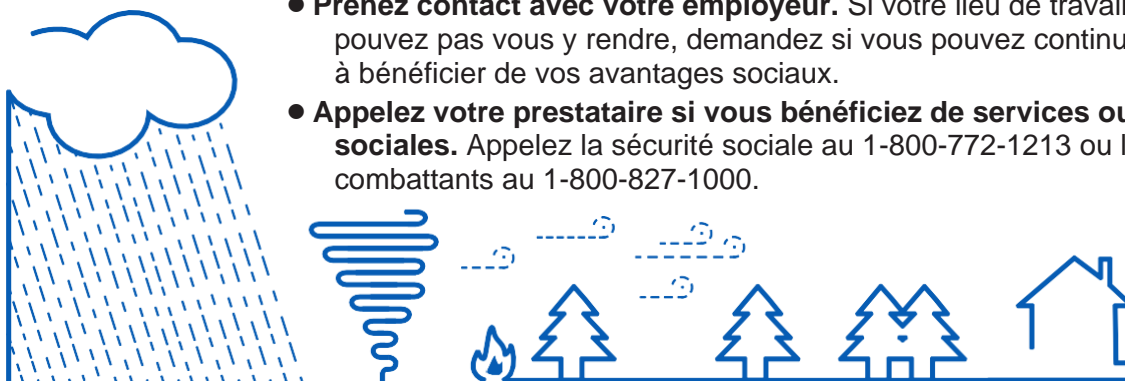 ● Prenez contact avec votre employeur. Si votre lieu de travail
pouvez pas vous y rendre, demandez si vous pouvez continu
à bénéficier de vos avantages sociaux.
● Appelez votre prestataire si vous bénéficiez de services ou
sociales. Appelez la sécurité sociale au 1-800-772-1213 ou l
combattants au 1-800-827-1000.